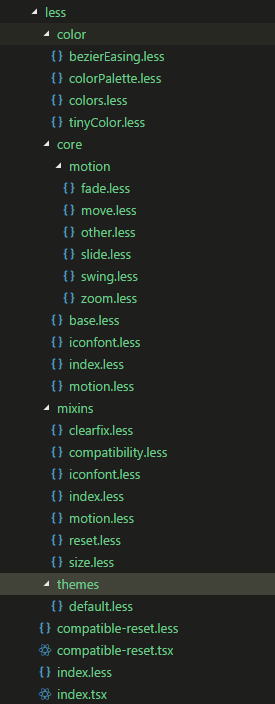 less
color
bezierEasing.less
colorPalette.less
colors.less
tinyColor.less
core
motion
fade.less
move.less
other.less
slide.less
swing.less
zoom.less
base.less
iconfont.less
index.less
motion.less
mixins
clearfix.less
compatibility.less
iconfont.less
index.less
motion.less
reset.less
size.less
themes
default.less
compatible-reset.less
compatible-reset.tsx
index.less
index.tsx